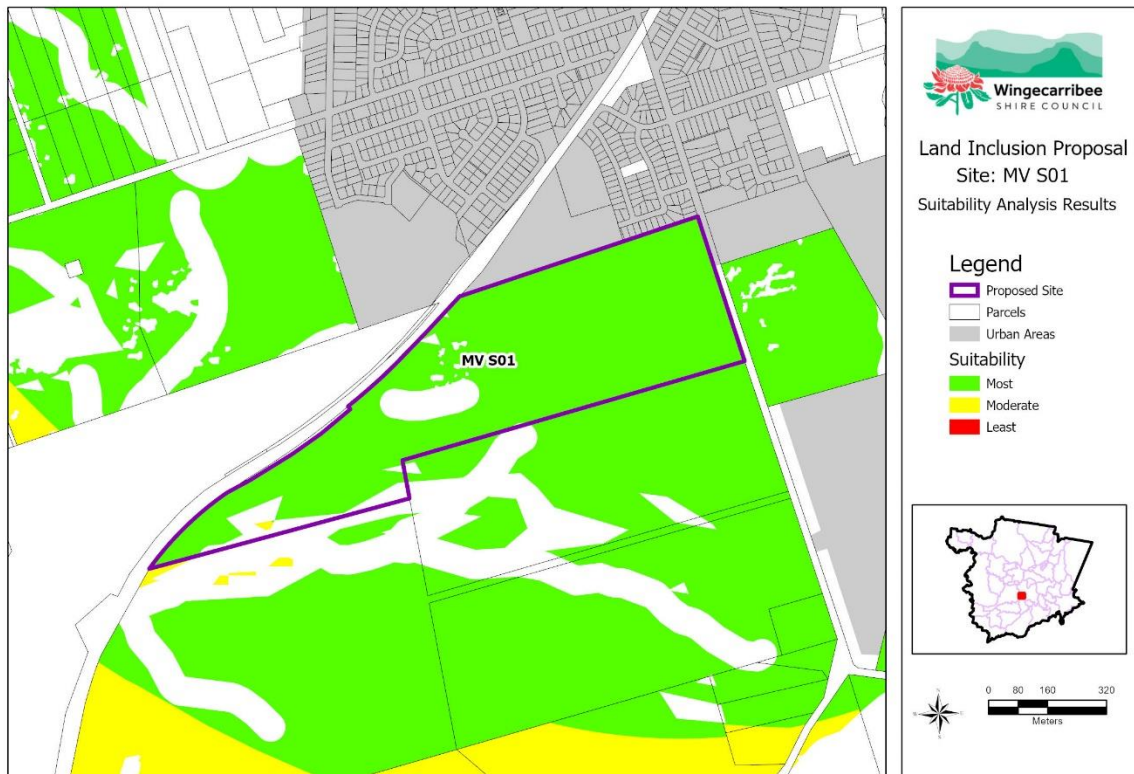 MV S01
Wingecarribee
SHIRE COUNCIL
Land Inclusion Proposal
Site: MV S01
Suitability Analysis Results
Legend
Proposed Site
Parcels
Urban Areas
Suitability
Most
Moderate
Least
0 80 160 320
Meters